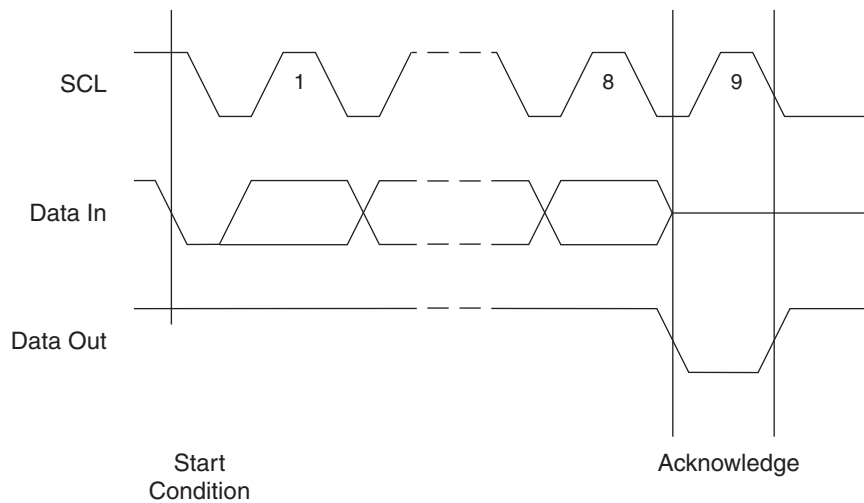 SCL
1
8
9
Data In
Data Out
Start
Condition
Acknowledge